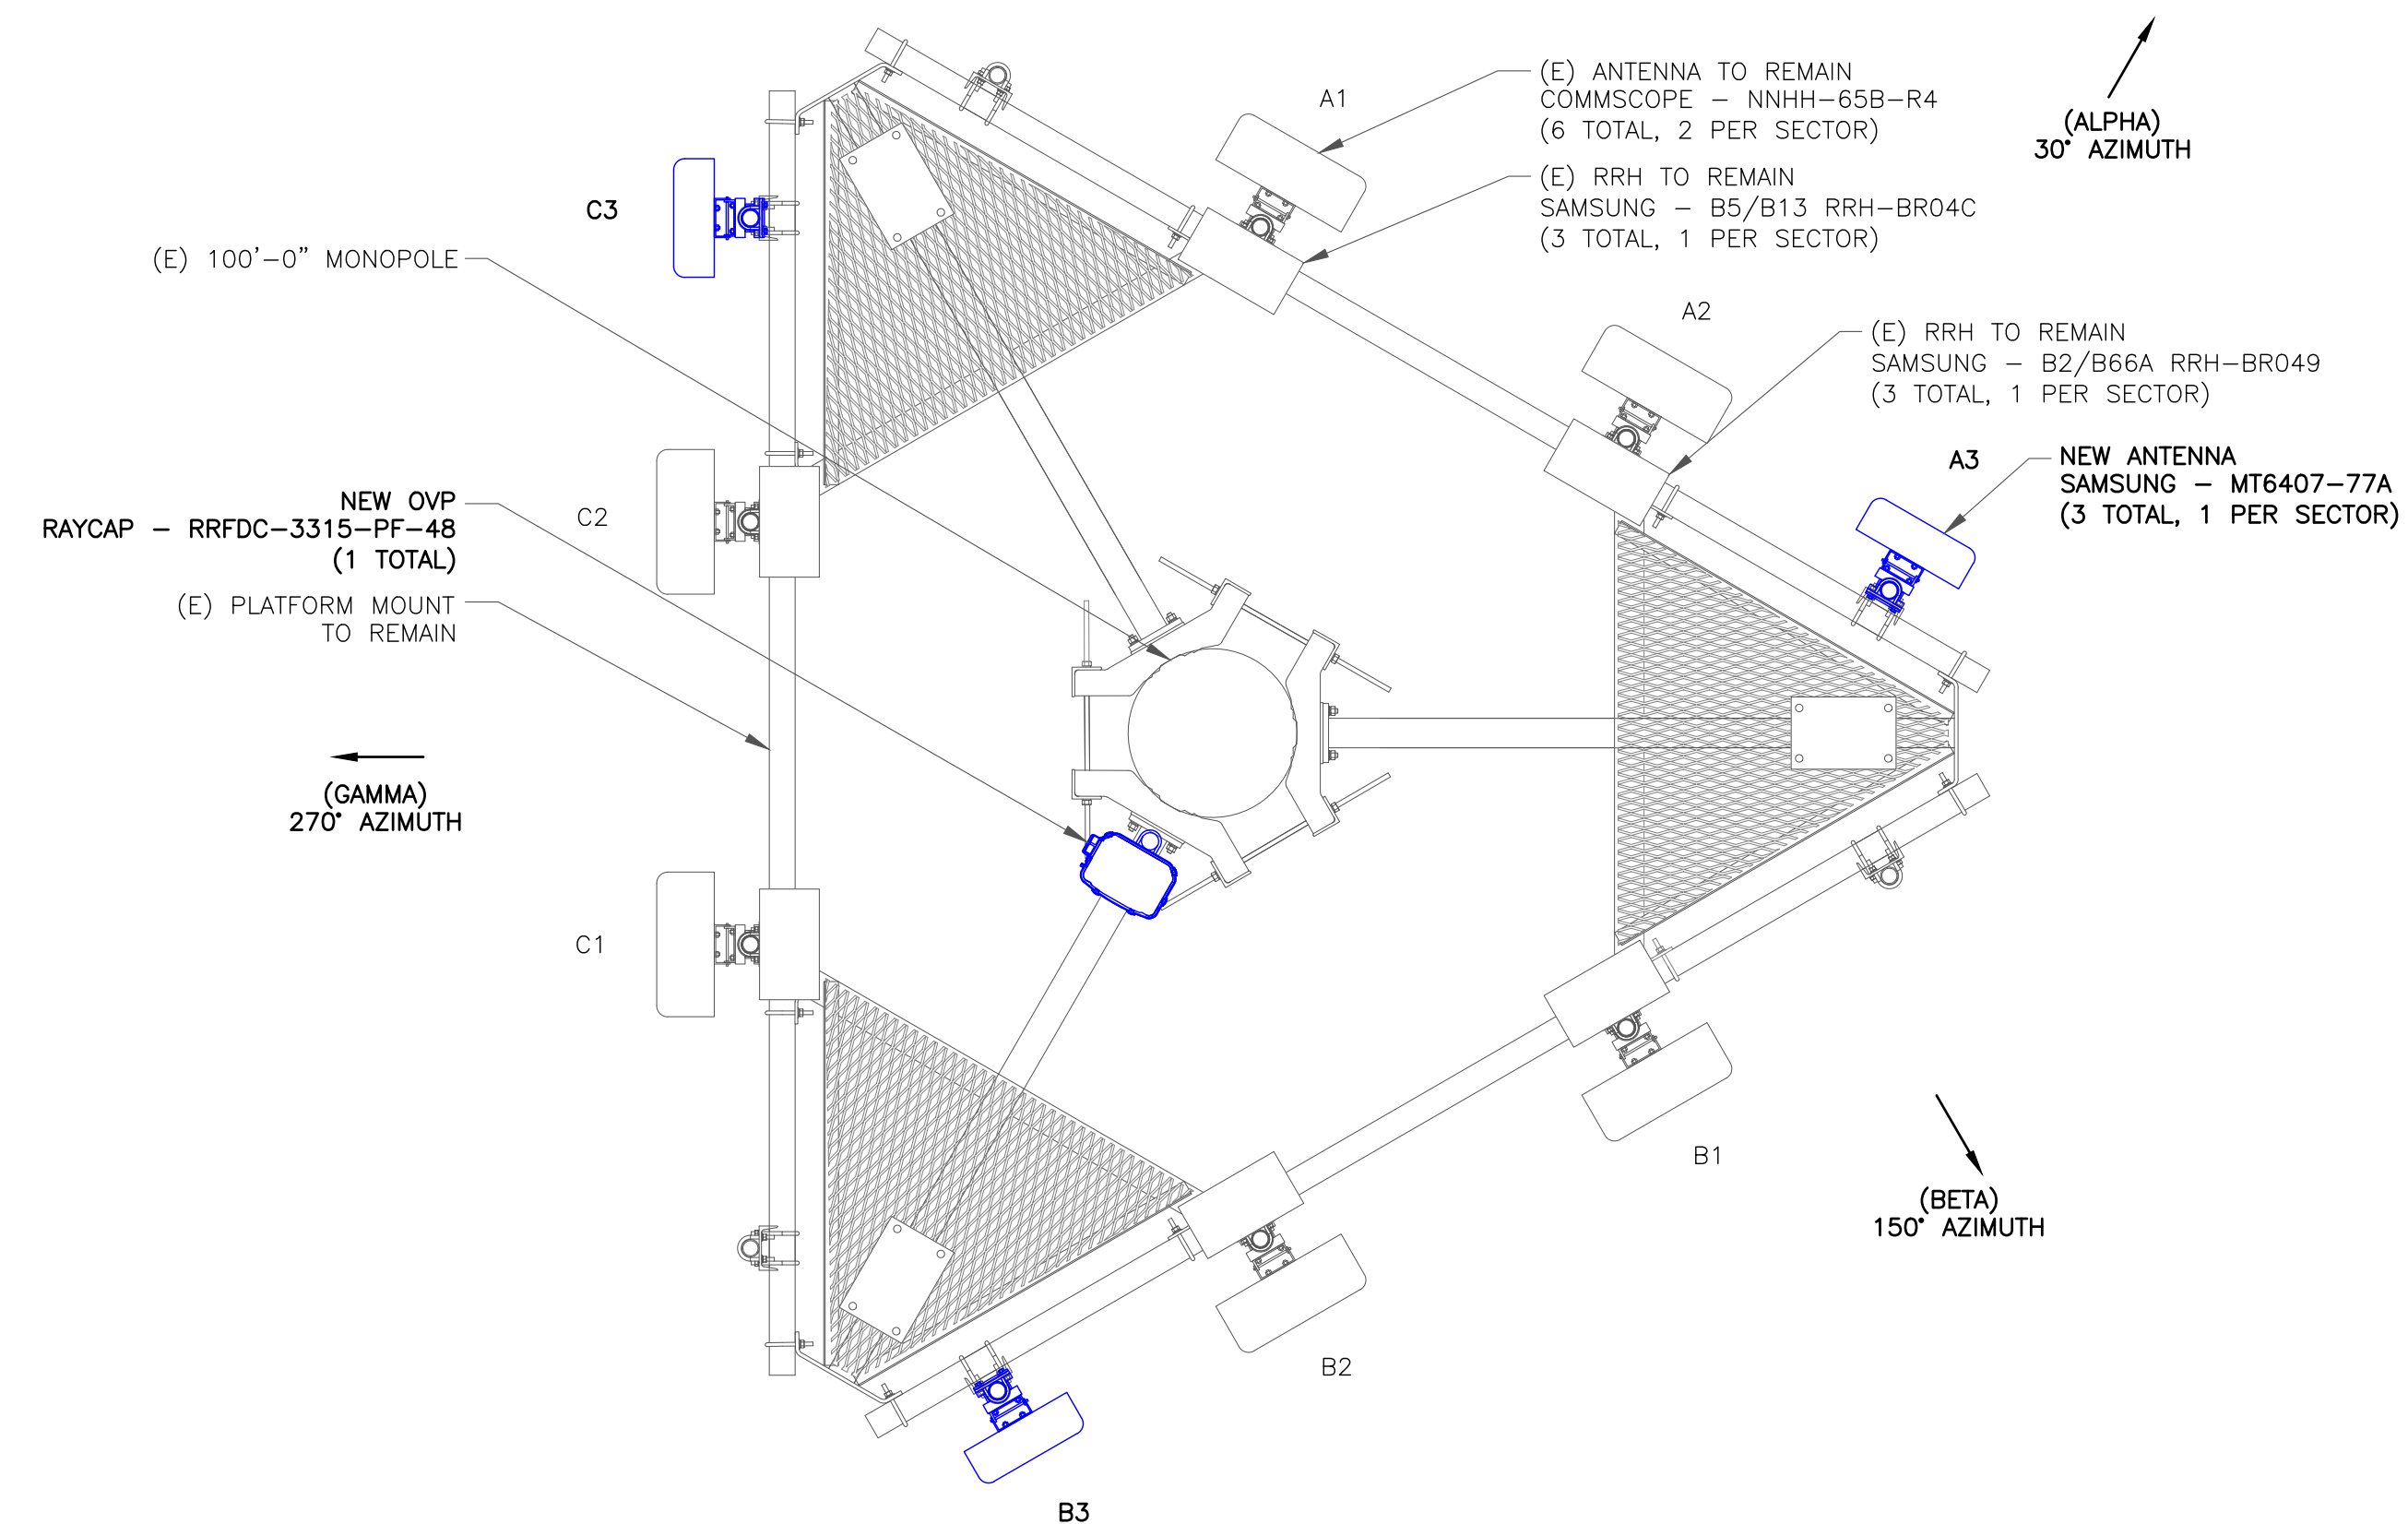 A1
(E) ANTENNA TO REMAIN
COMMSCOPE - NNHH-65B-R4
(6 TOTAL, 2 PER SECTOR)
(ALPHA)
30° AZIMUTH
(E) RRH TO REMAIN
SAMSUNG - B5/B13 RRH-BR04C
(3 TOTAL, 1 PER SECTOR)
C3
(E) 100'-0" MONOPOLE
A2
(E) RRH TO REMAIN
SAMSUNG - B2/B66A RRH-BR049
(3 TOTAL, 1 PER SECTOR)
A3
NEW ANTENNA
SAMSUNG - MT6407-77A
(3 TOTAL, 1 PER SECTOR)
C2
NEW OVP
RAYCAP - RRFDC-3315-PF-48
(1 TOTAL)
(E) PLATFORM MOUNT
TO REMAIN
(GAMMA)
270° AZIMUTH
C1
B1
(BETA)
150° AZIMUTH
B2
B3